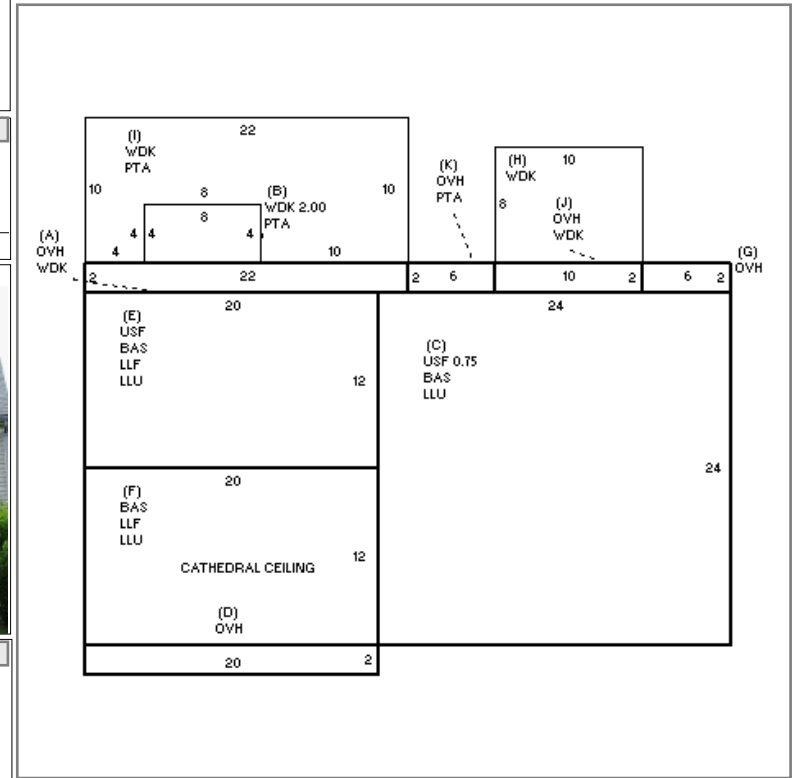 22
(I)
WDK
PTA
10
10
8
(B)
WDK 2.00
PTA
8
4
4
4
4
10
(K)
OVH
PTA
(H)
WDK
10
8
(J)
OVH
WDK
(A)
OVH
WDK
(G)
OVH
2
22
2
6
10
2
6
2
20
24
(E)
USF
BAS
LLF
LLU
12
(C)
USF 0.75
BAS
LLU
24
20
(F)
BAS
LLF
LLU
12
CATHEDRAL CEILING
(D)
OVH
20
2